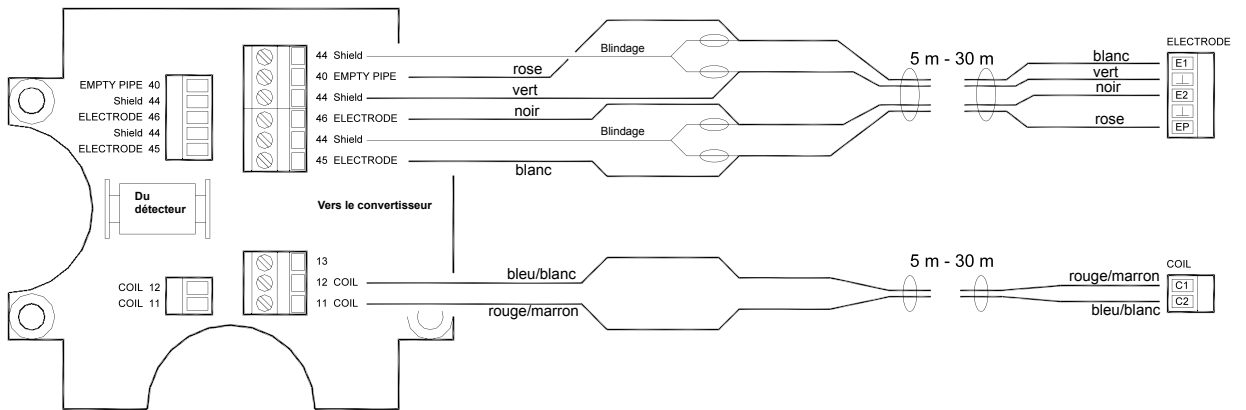 EMPTY PIPE 40
Shield 44
ELECTRODE 46
Shield 44
ELECTRODE 45
44 Shield
40 EMPTY PIPE
44 Shield
46 ELECTRODE
44 Shield
45 ELECTRODE
Blindage
rose
vert
noir
Blindage
blanc
5 m - 30 m
ELECTRODE
blanc
vert
noir
rose
E1
⊥
E2
⊥
EP
Du
détecteur
Vers le convertisseur
COIL 12
COIL 11
13
12 COIL
11 COIL
bleu/blanc
rouge/marron
5 m - 30 m
COIL
rouge/marron
bleu/blanc
C1
C2